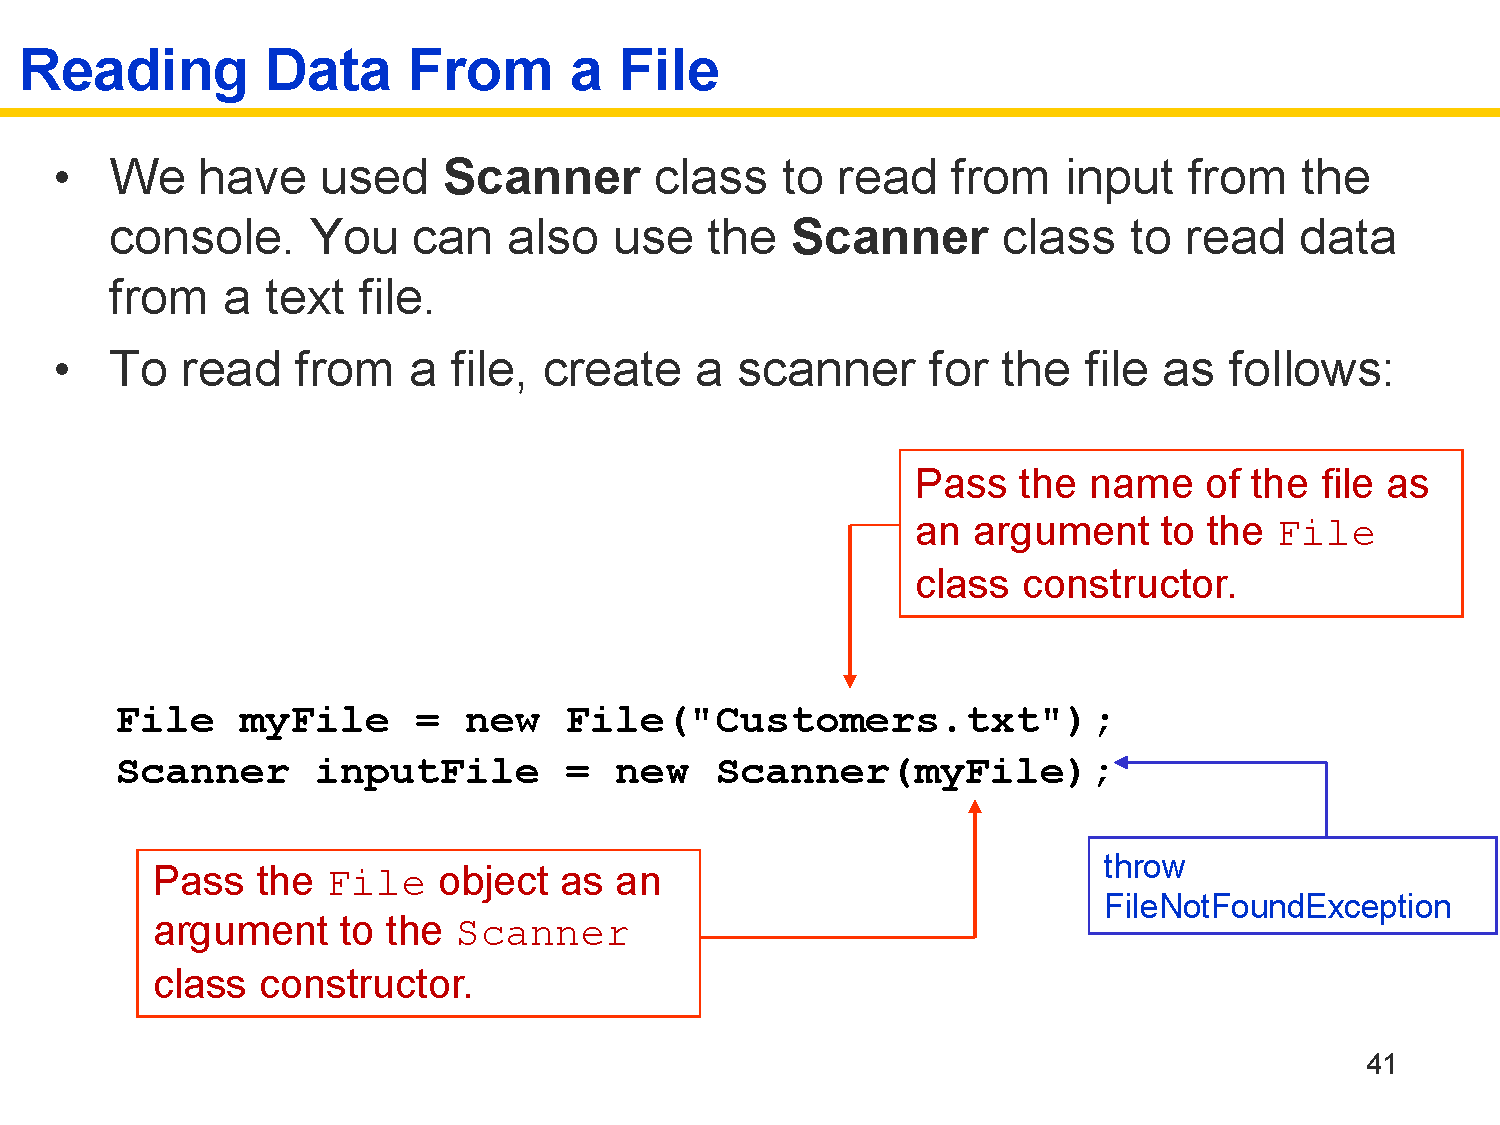 Reading Data From a File
• We have used Scanner class to read from input from the
console. You can also use the Scanner class to read data
from a text file.
• To read from a file, create a scanner for the file as follows:
Pass the name of the file as
an argument to the File
class constructor.
File myFile = new File("Customers.txt");
Scanner inputFile = new Scanner(myFile);
Pass the File object as an
argument to the Scanner
class constructor.
throw
FileNotFoundException
41